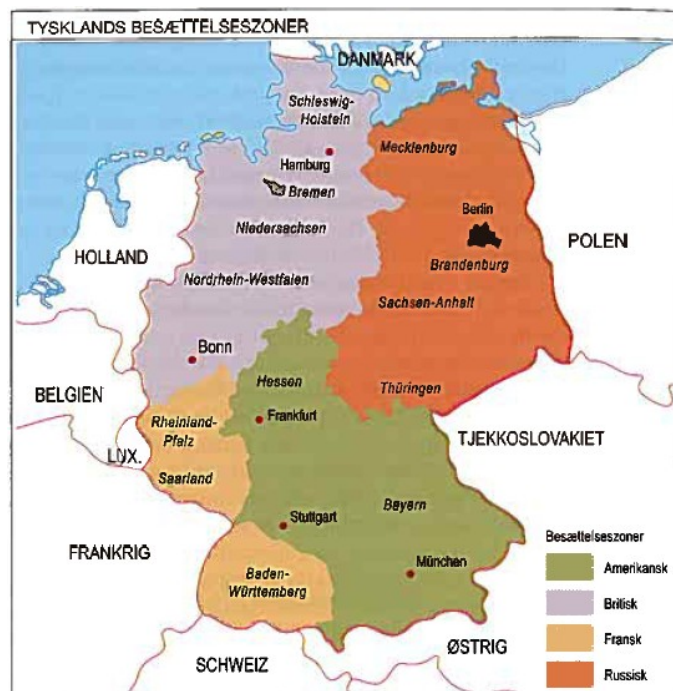 TYSKLANDS BESÆTTELSESZONER
DANMARK
Schleswig-
Holstein
Mecklenburg
Hamburg
Bremen
Berlin
Niedersachsen
POLEN
HOLLAND
Brandenburg
Nordrhein-Westfalen
Sachsen-Anhalt
Bonn
Hessen
Thüringen
BELGIEN
Frankfurt
Rheinland-
Pfalz
TJEKKOSLOVAKIET
LUX.
Saarland
Bayern
Stuttgart
FRANKRIG
Besættelseszoner
Amerikansk
Britisk
Fransk
Russisk
München
Baden-
Württemberg
ØSTRIG
SCHWEIZ